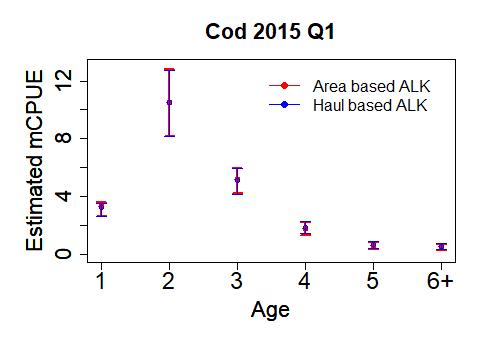 Cod 2015 Q1
Estimated mCPUE
12
8
4
0
Area based ALK
Haul based ALK
1 2 3 4 5 6+
Age